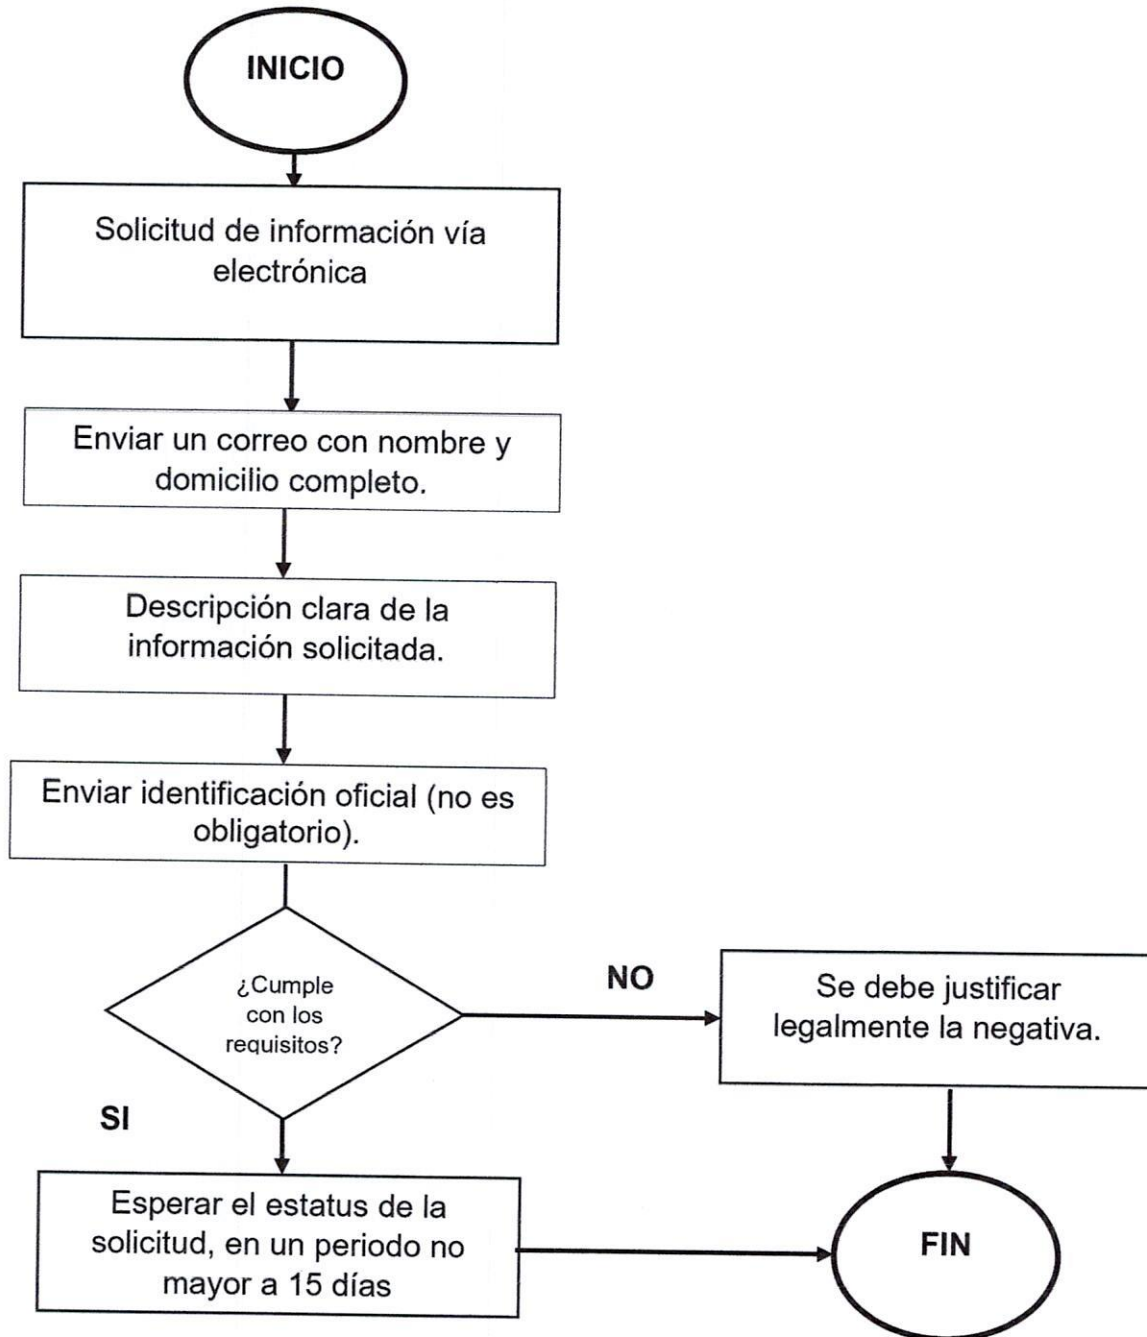 INICIO
Solicitud de información vía
electrónica
Enviar un correo con nombre y
domicilio completo.
Descripción clara de la
información solicitada.
Enviar identificación oficial (no es
obligatorio).
¿Cumple
con los
requisitos?
NO
Se debe justificar
legalmente la negativa.
SI
Esperar el estatus de la
solicitud, en un periodo no
mayor a 15 días
FIN